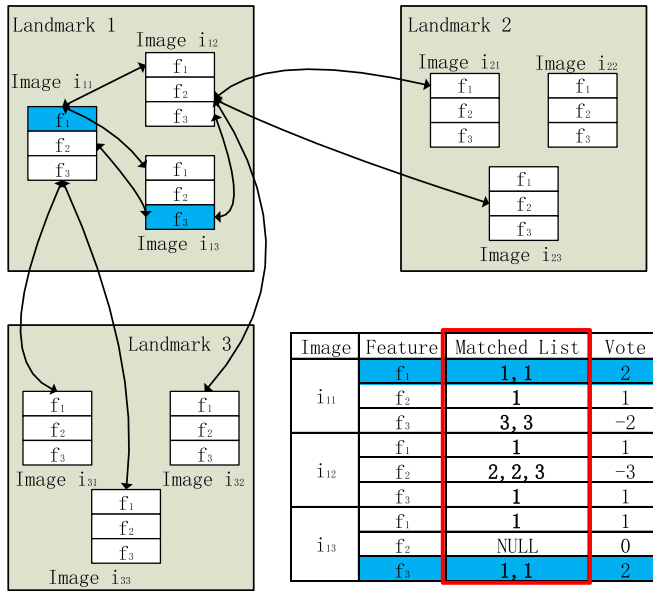 Landmark 1
Image i₁₁
f₁
f₂
f₃
Image i₁₂
f₁
f₂
f₃
f₁
f₂
f₃
Image i₁₃
Landmark 2
Image i₂₁
f₁
f₂
f₃
Image i₂₂
f₁
f₂
f₃
f₁
f₂
f₃
Image i₂₃
Landmark 3
f₁
f₂
f₃
Image i₃₁
f₁
f₂
f₃
Image i₃₂
f₁
f₂
f₃
Image i₃₃
Image Feature Matched List Vote
i₁₁
f₁ 1,1 2
f₂ 1 1
f₃ 3,3 -2
i₁₂
f₁ 1 1
f₂ 2,2,3 -3
f₃ 1 1
i₁₃
f₁ 1 1
f₂ NULL 0
f₃ 1,1 2